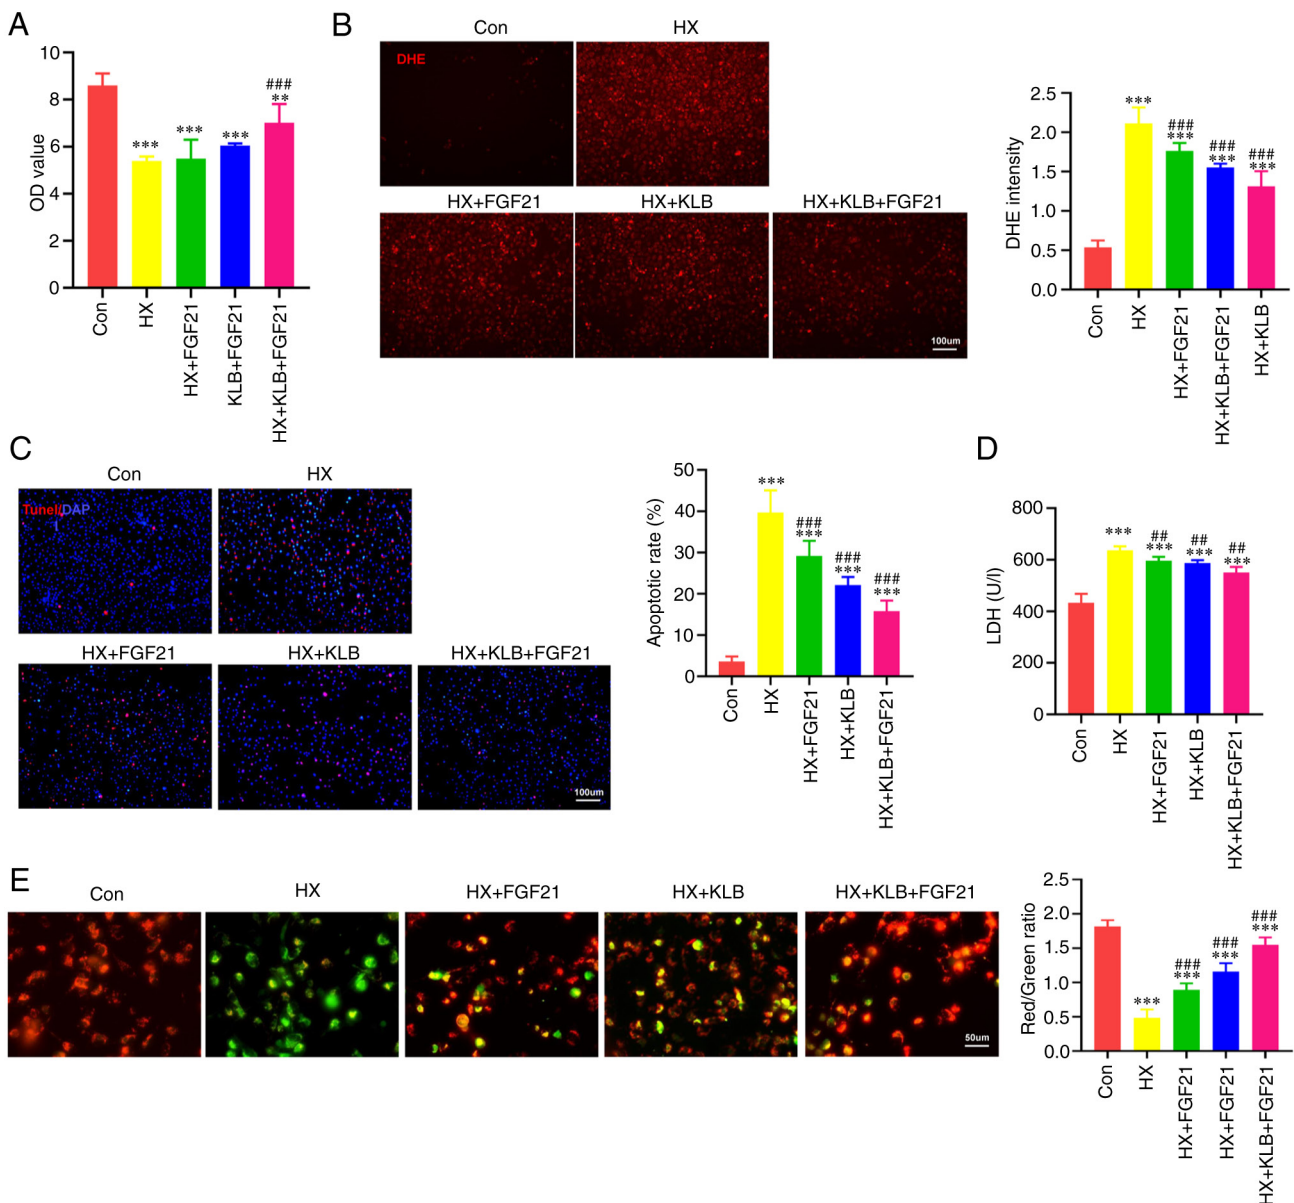 A
10
8
6
4
2
0
OD value
***
***
***
###
**
Con
HX
HX+FGF21
KLB+FGF21
HX+KLB+FGF21
B
Con
HX
DHE
HX+FGF21
HX+KLB
HX+KLB+FGF21
100um
2.5
2.0
1.5
1.0
0.5
0.0
DHE intensity
***
###
***
###
***
###
***
Con
HX
HX+FGF21
HX+KLB+FGF21
HX+KLB
C
Con
HX
Tunel/DAP
I
HX+FGF21
HX+KLB
HX+KLB+FGF21
100um
50
40
30
20
10
0
Apoptotic rate (%)
***
###
***
###
***
###
***
Con
HX
HX+FGF21
HX+KLB
HX+KLB+FGF21
D
800
600
400
200
0
LDH (U/l)
***
##
***
##
***
##
***
Con
HX
HX+FGF21
HX+KLB
HX+KLB+FGF21
E
Con
HX
HX+FGF21
HX+KLB
HX+KLB+FGF21
50um
2.5
2.0
1.5
1.0
0.5
0.0
Red/Green ratio
***
###
***
###
***
###
***
Con
HX
HX+FGF21
HX+FGF21
HX+KLB+FGF21